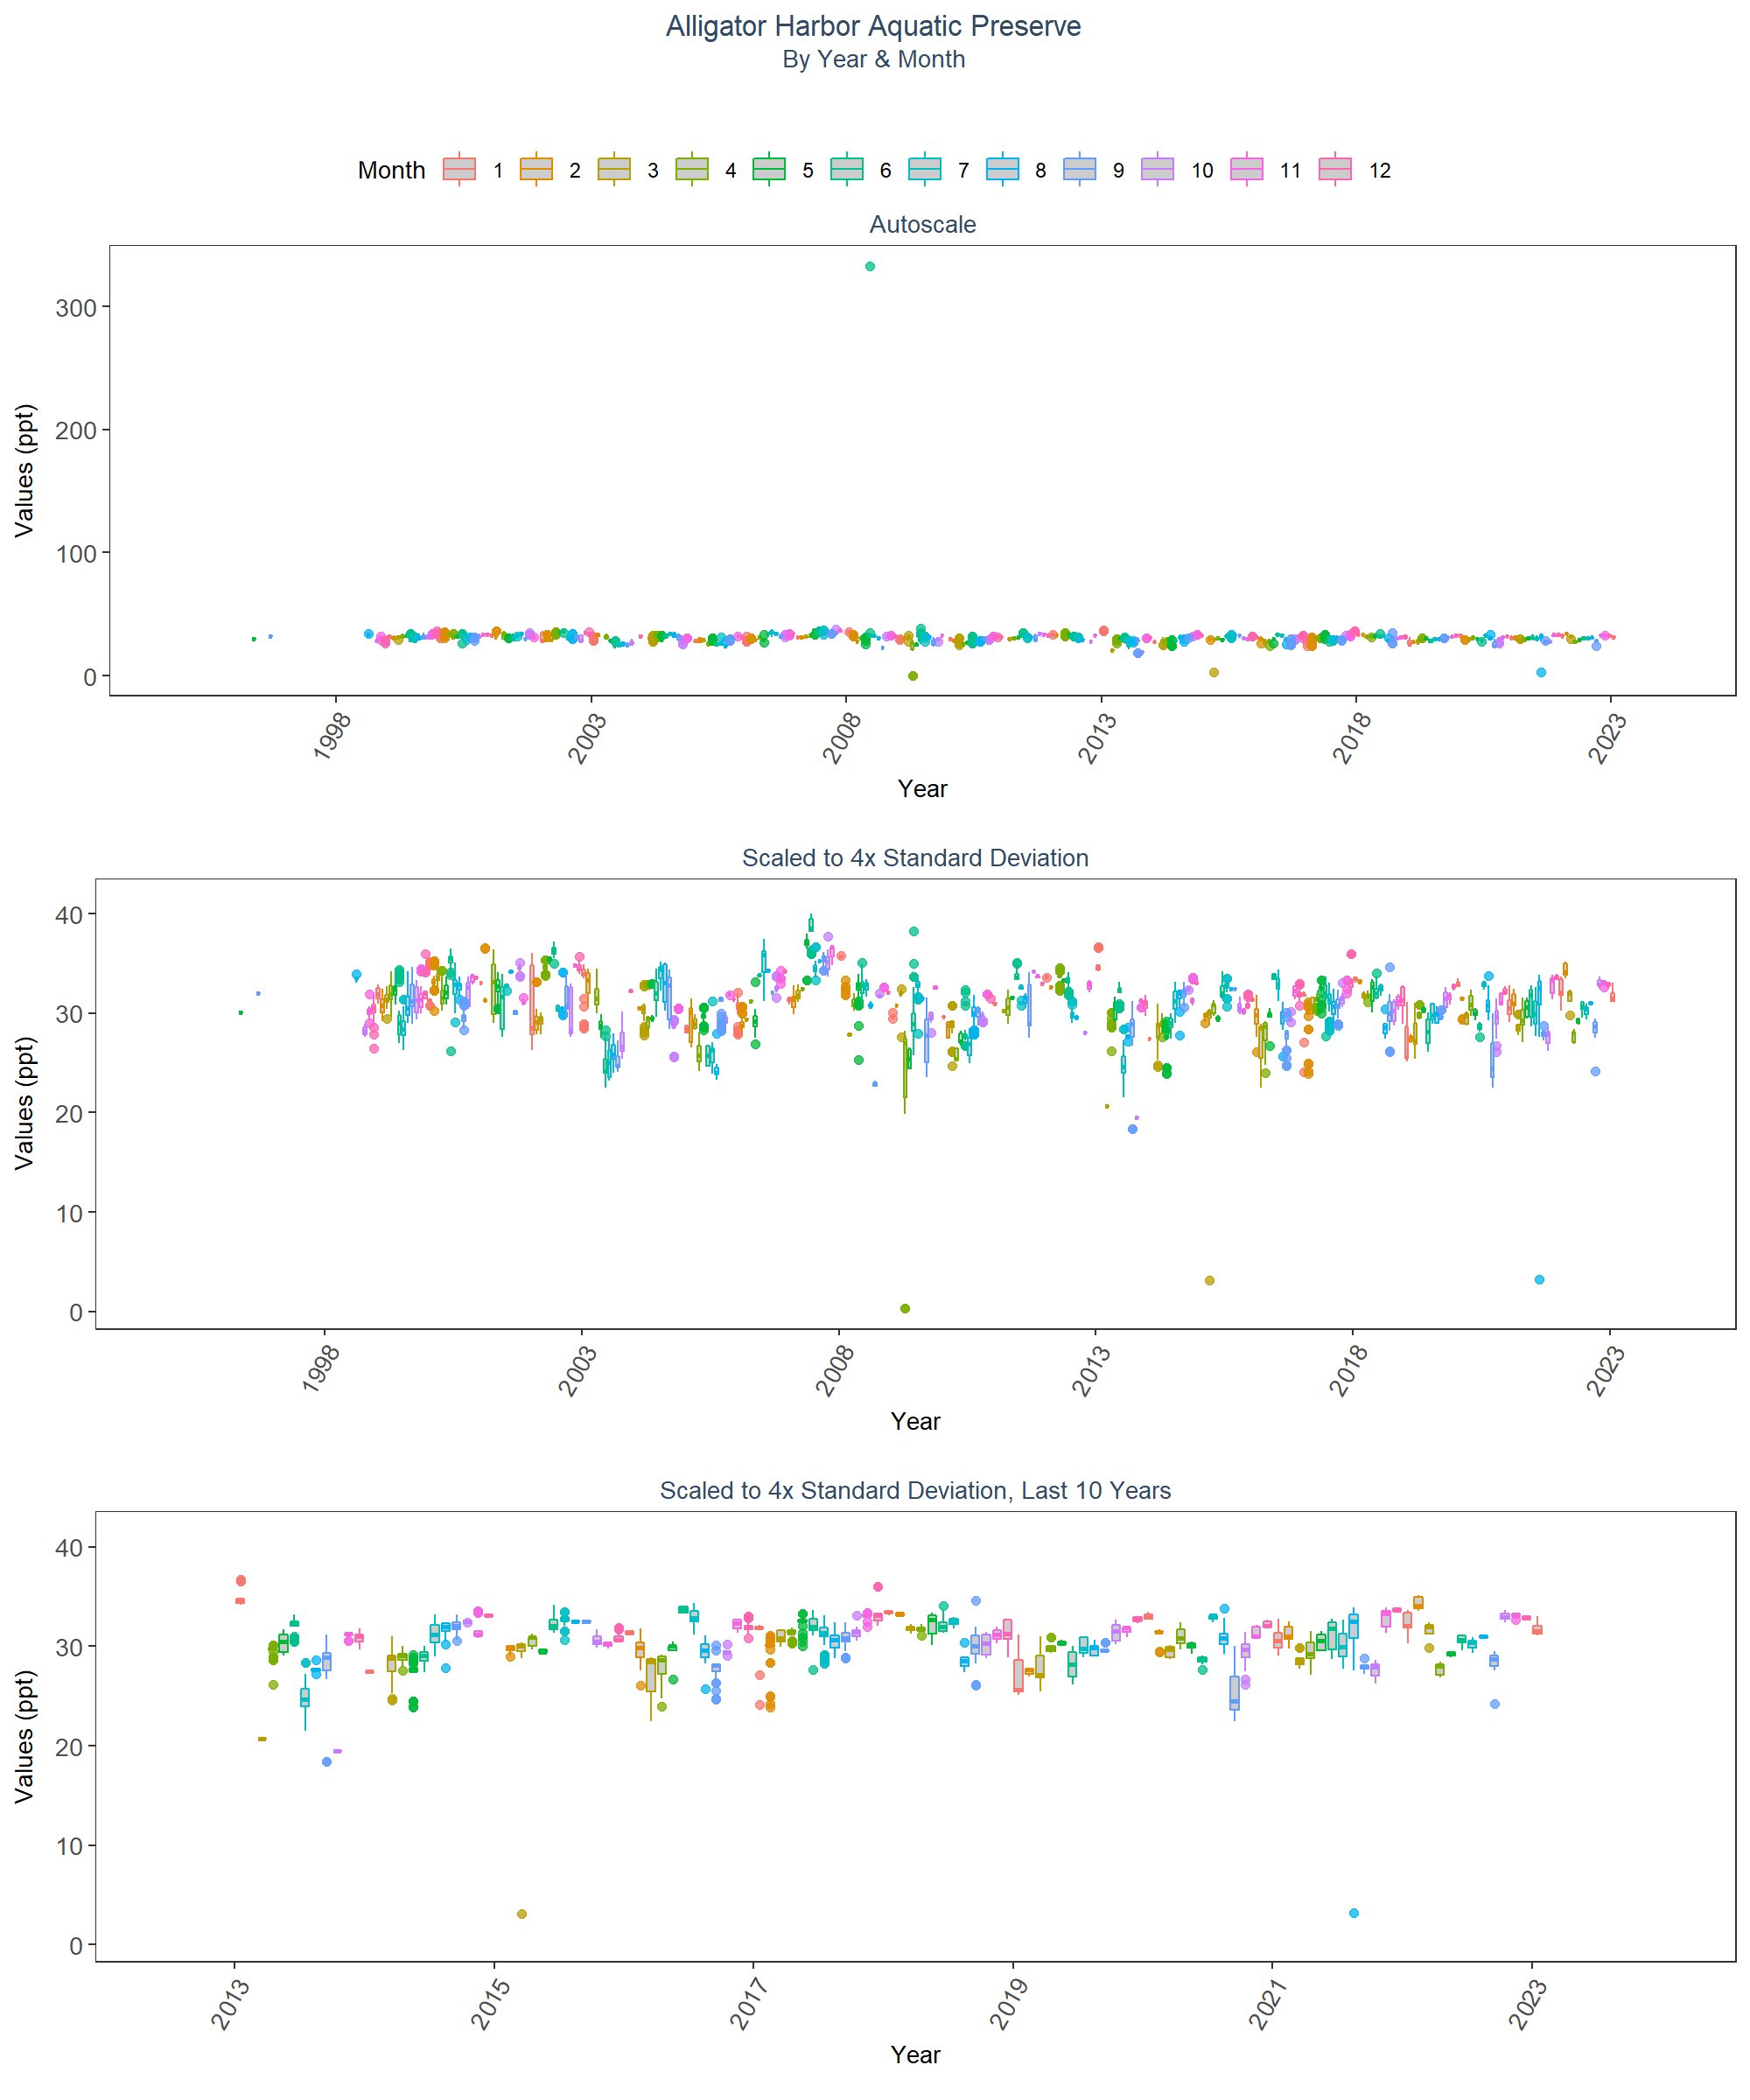 Alligator Harbor Aquatic Preserve
By Year & Month
Month 1 2 3 4 5 6 7 8 9 10 11 12
Autoscale
Values (ppt)
300
200
100
0
1998 2003 2008 2013 2018 2023
Year
Scaled to 4x Standard Deviation
Values (ppt)
40
30
20
10
0
1998 2003 2008 2013 2018 2023
Year
Scaled to 4x Standard Deviation, Last 10 Years
Values (ppt)
40
30
20
10
0
2013 2015 2017 2019 2021 2023
Year